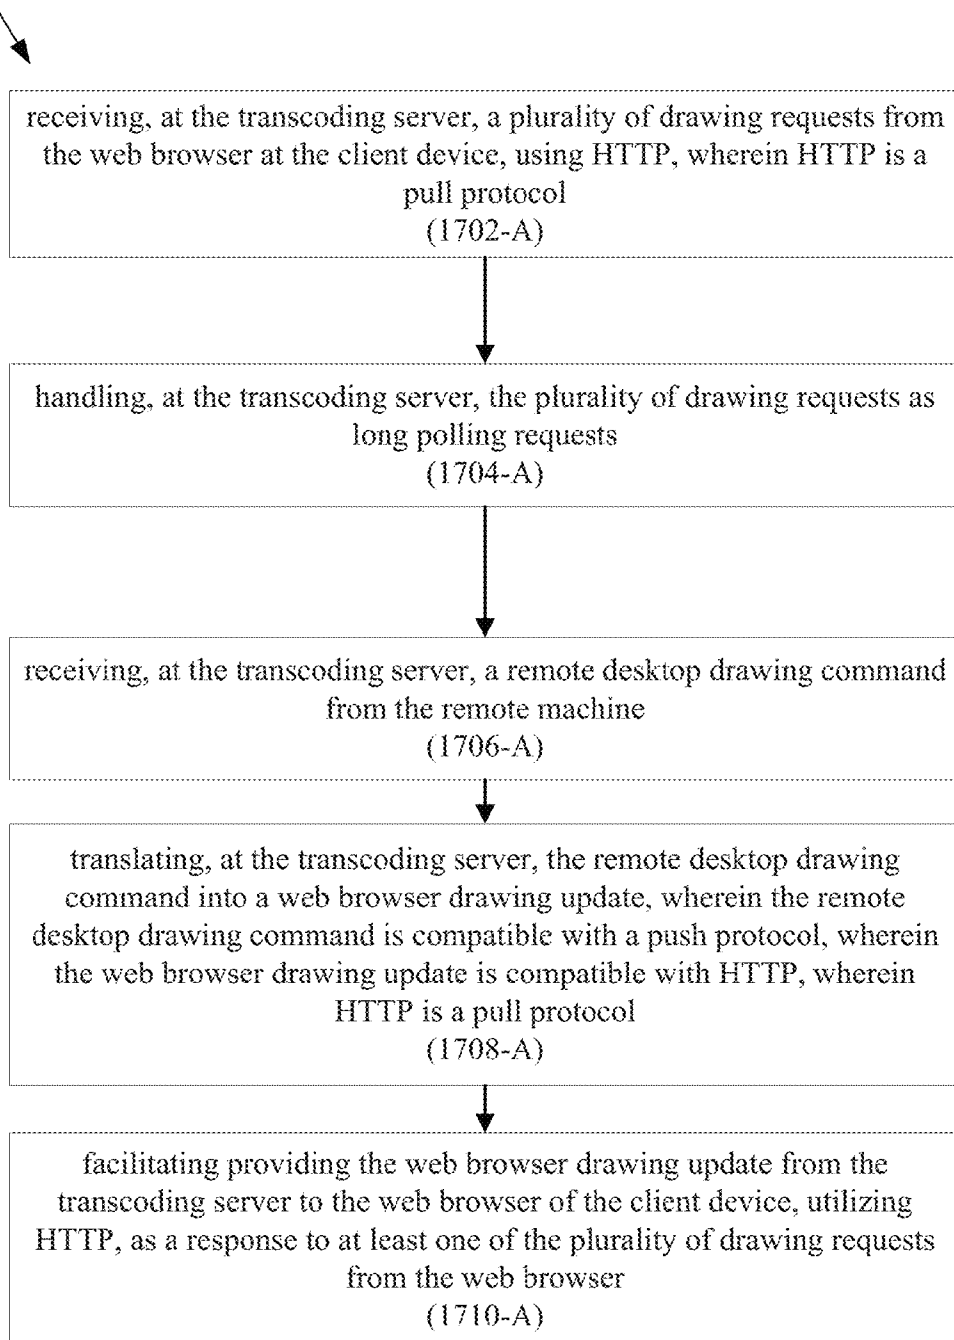 receiving, at the transcoding server, a plurality of drawing requests from
the web browser at the client device, using HTTP, wherein HTTP is a
pull protocol
(1702-A)
handling, at the transcoding server, the plurality of drawing requests as
long polling requests
(1704-A)
receiving, at the transcoding server, a remote desktop drawing command
from the remote machine
(1706-A)
translating, at the transcoding server, the remote desktop drawing
command into a web browser drawing update, wherein the remote
desktop drawing command is compatible with a push protocol, wherein
the web browser drawing update is compatible with HTTP, wherein
HTTP is a pull protocol
(1708-A)
facilitating providing the web browser drawing update from the
transcoding server to the web browser of the client device, utilizing
HTTP, as a response to at least one of the plurality of drawing requests
from the web browser
(1710-A)